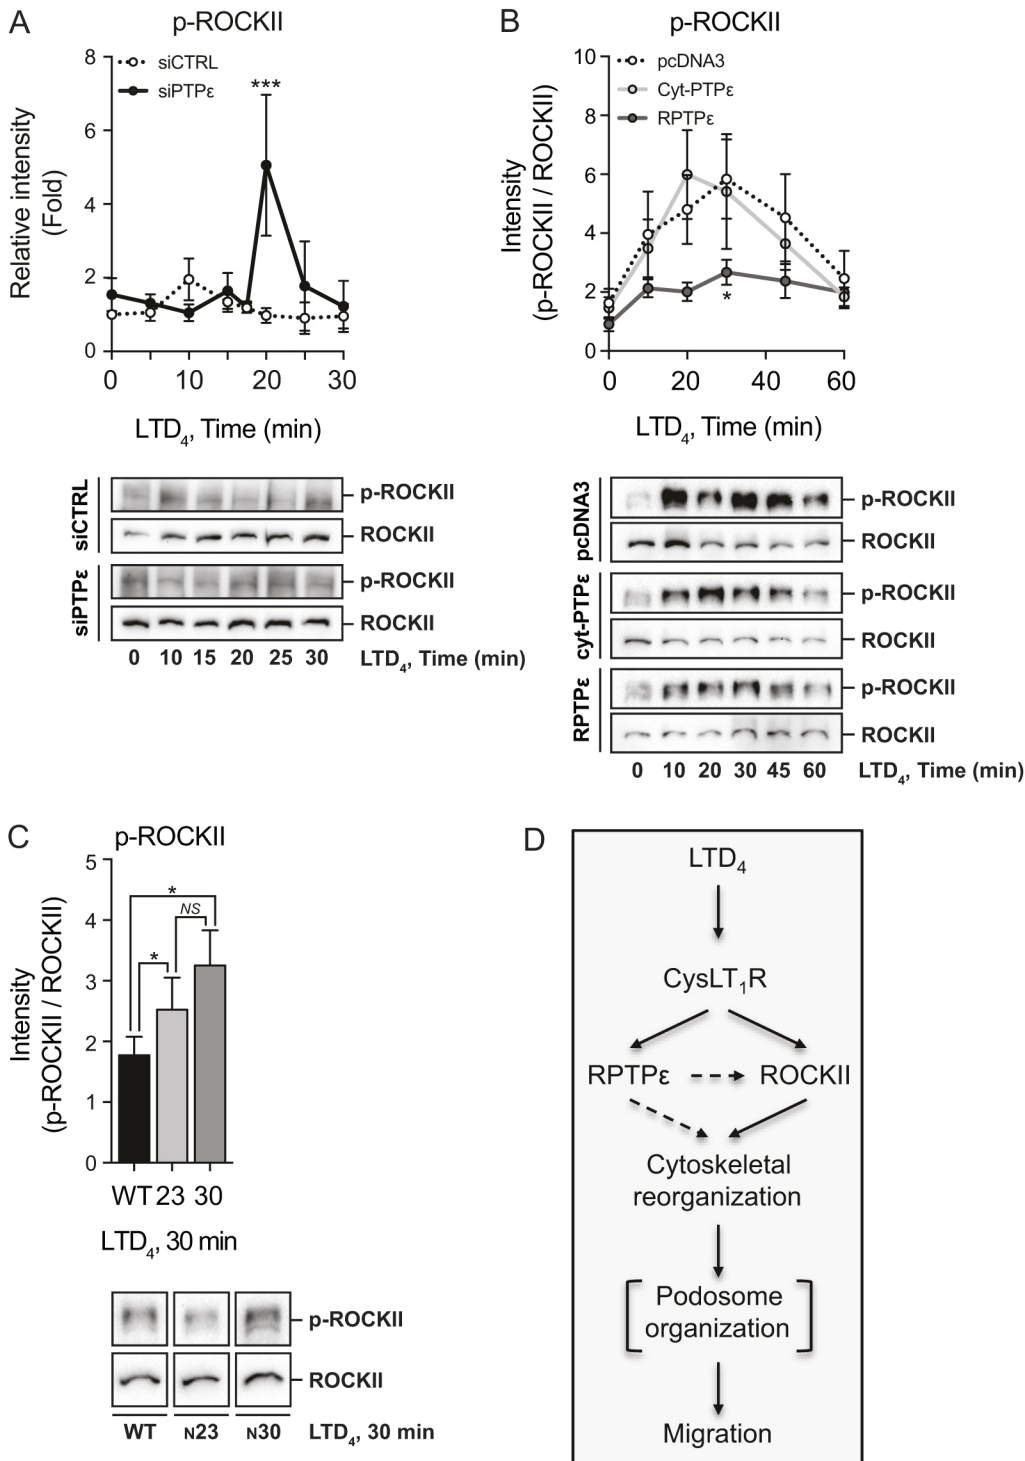 A
p-ROCKII
8
6
4
2
0
Relative intensity
(Fold)
siCTRL
siPTPε
***
0 10 20 30
LTD4, Time (min)
siCTRL
p-ROCKII
ROCKII
siPTPε
p-ROCKII
ROCKII
0 10 15 20 25 30 LTD4, Time (min)
B
p-ROCKII
10
8
6
4
2
0
Intensity
(p-ROCKII / ROCKII)
pcDNA3
Cyt-PTPε
RPTPε
*
0 20 40 60
LTD4, Time (min)
pcDNA3
p-ROCKII
ROCKII
cyt-PTPε
p-ROCKII
ROCKII
RPTPε
p-ROCKII
ROCKII
0 10 20 30 45 60 LTD4, Time (min)
C
p-ROCKII
5
4
3
2
1
0
Intensity
(p-ROCKII / ROCKII)
*
NS
*
WT 23 30
LTD4, 30 min
p-ROCKII
ROCKII
WT N23 N30 LTD4, 30 min
D
LTD4
CysLT1R
RPTPε ROCKII
Cytoskeletal
reorganization
Podosome
organization
Migration